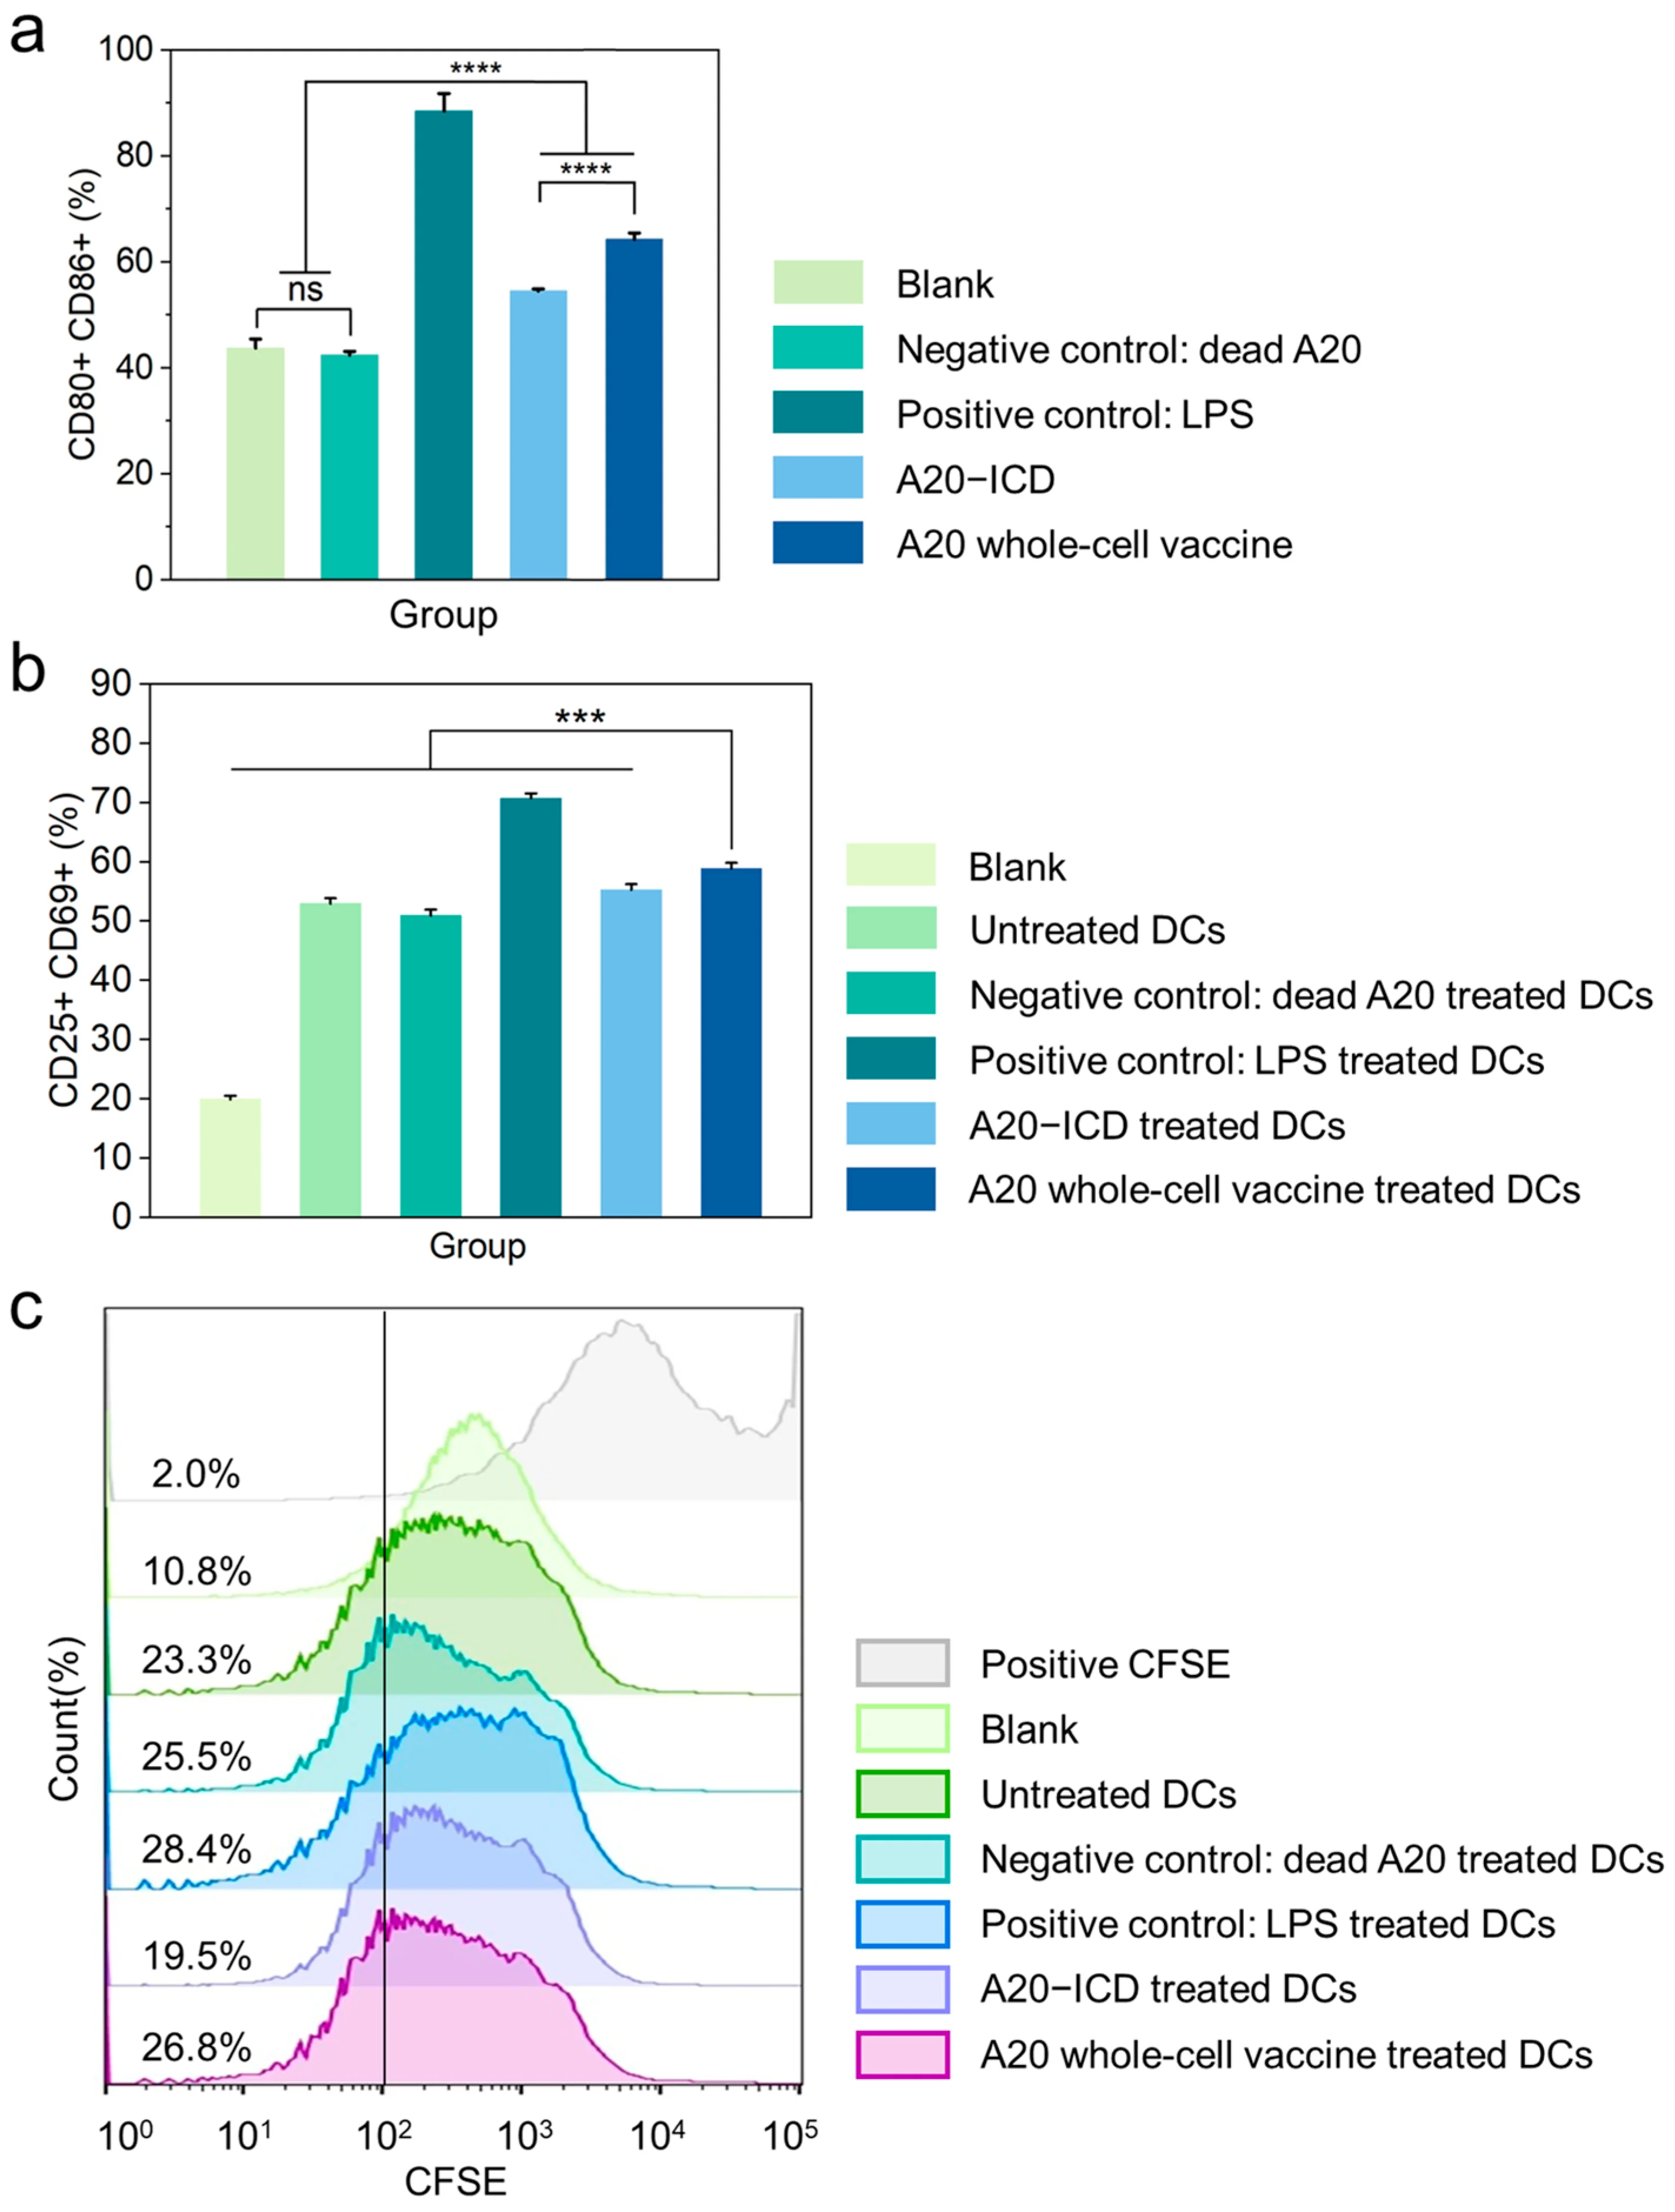 a
100
80
60
40
20
0
CD80+ CD86+ (%)
****
****
ns
Group
Blank
Negative control: dead A20
Positive control: LPS
A20−ICD
A20 whole-cell vaccine
b
90
80
70
60
50
40
30
20
10
0
CD25+ CD69+ (%)
***
Group
Blank
Untreated DCs
Negative control: dead A20 treated DCs
Positive control: LPS treated DCs
A20−ICD treated DCs
A20 whole-cell vaccine treated DCs
c
Count(%)
2.0%
10.8%
23.3%
25.5%
28.4%
19.5%
26.8%
10⁰ 10¹ 10² 10³ 10⁴ 10⁵
CFSE
Positive CFSE
Blank
Untreated DCs
Negative control: dead A20 treated DCs
Positive control: LPS treated DCs
A20−ICD treated DCs
A20 whole-cell vaccine treated DCs